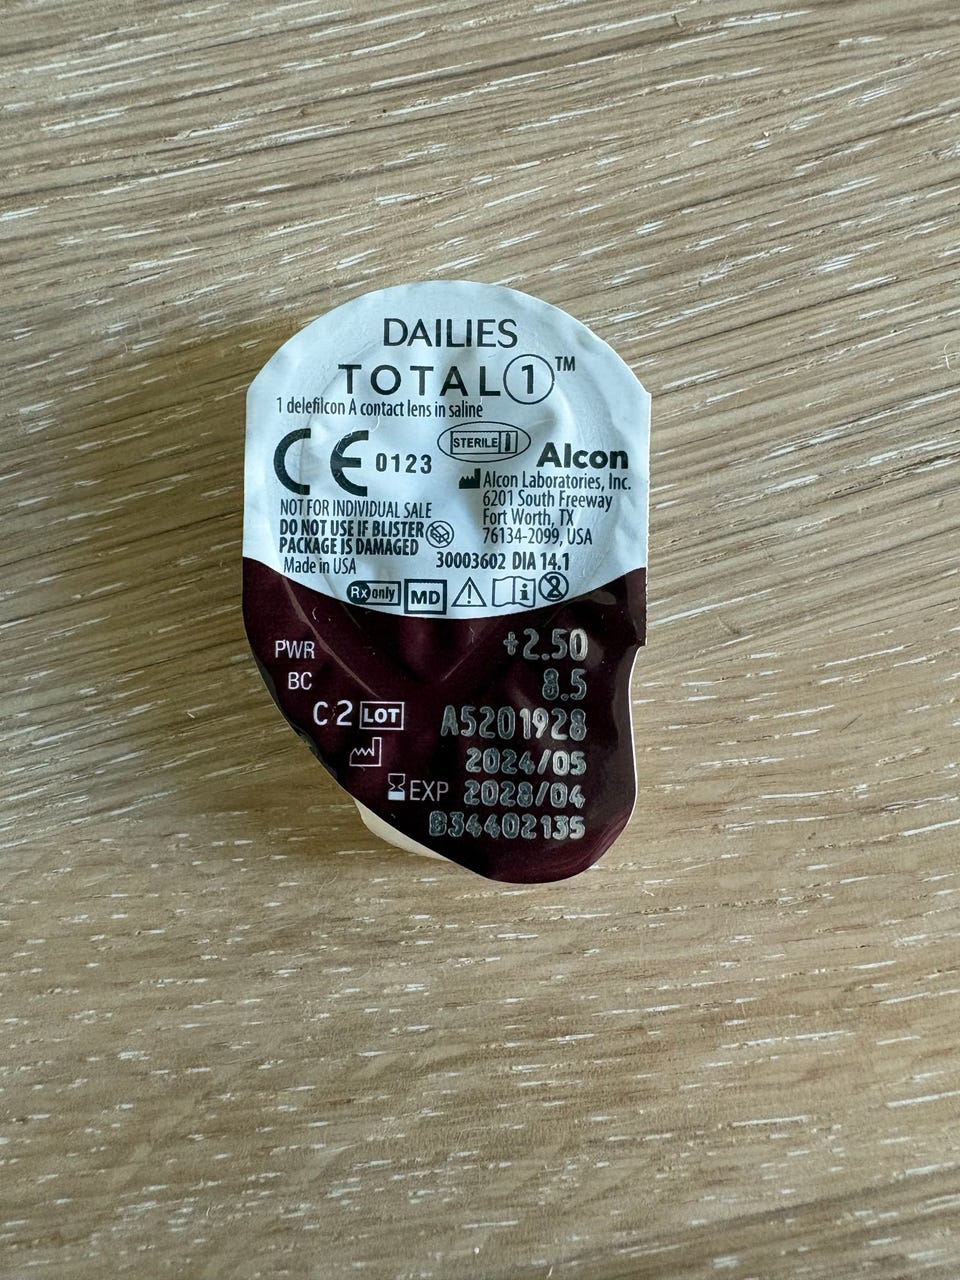 DAILIES
TOTAL1™
1 delefilcon A contact lens in saline
CE 0123
STERILE
Alcon
Alcon Laboratories, Inc.
6201 South Freeway
Fort Worth, TX
76134-2099, USA
NOT FOR INDIVIDUAL SALE
DO NOT USE IF BLISTER
PACKAGE IS DAMAGED
Made in USA
30003602 DIA 14.1
Rx only MD i 2
PWR +2.50
BC 8.5
C2 LOT A5201928
2024/05
EXP 2028/04
B34402135